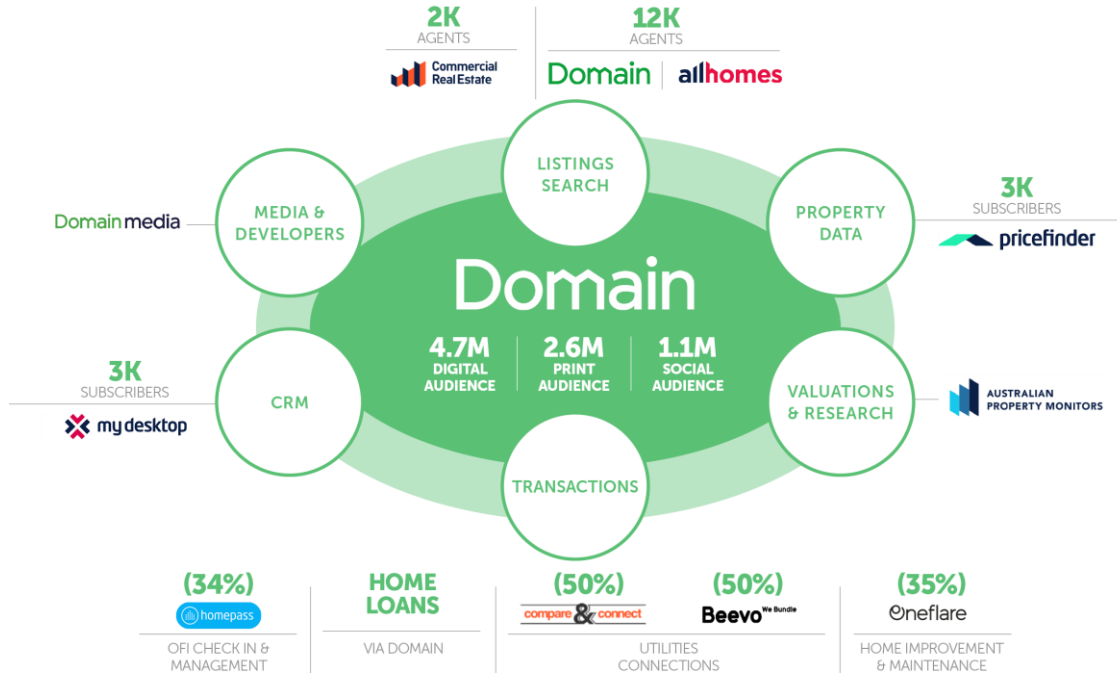 2K
AGENTS
Commercial
Real Estate
12K
AGENTS
Domain
allhomes
LISTINGS
SEARCH
MEDIA &
DEVELOPERS
Domain media
PROPERTY
DATA
3K
SUBSCRIBERS
pricefinder
Domain
4.7M
DIGITAL
AUDIENCE
2.6M
PRINT
AUDIENCE
1.1M
SOCIAL
AUDIENCE
3K
SUBSCRIBERS
my desktop
CRM
VALUATIONS
& RESEARCH
AUSTRALIAN
PROPERTY MONITORS
TRANSACTIONS
(34%)
homepass
OFI CHECK IN &
MANAGEMENT
HOME
LOANS
VIA DOMAIN
(50%)
compare & connect
(50%)
Beevo We Bundle
UTILITIES
CONNECTIONS
(35%)
Oneflare
HOME IMPROVEMENT
& MAINTENANCE